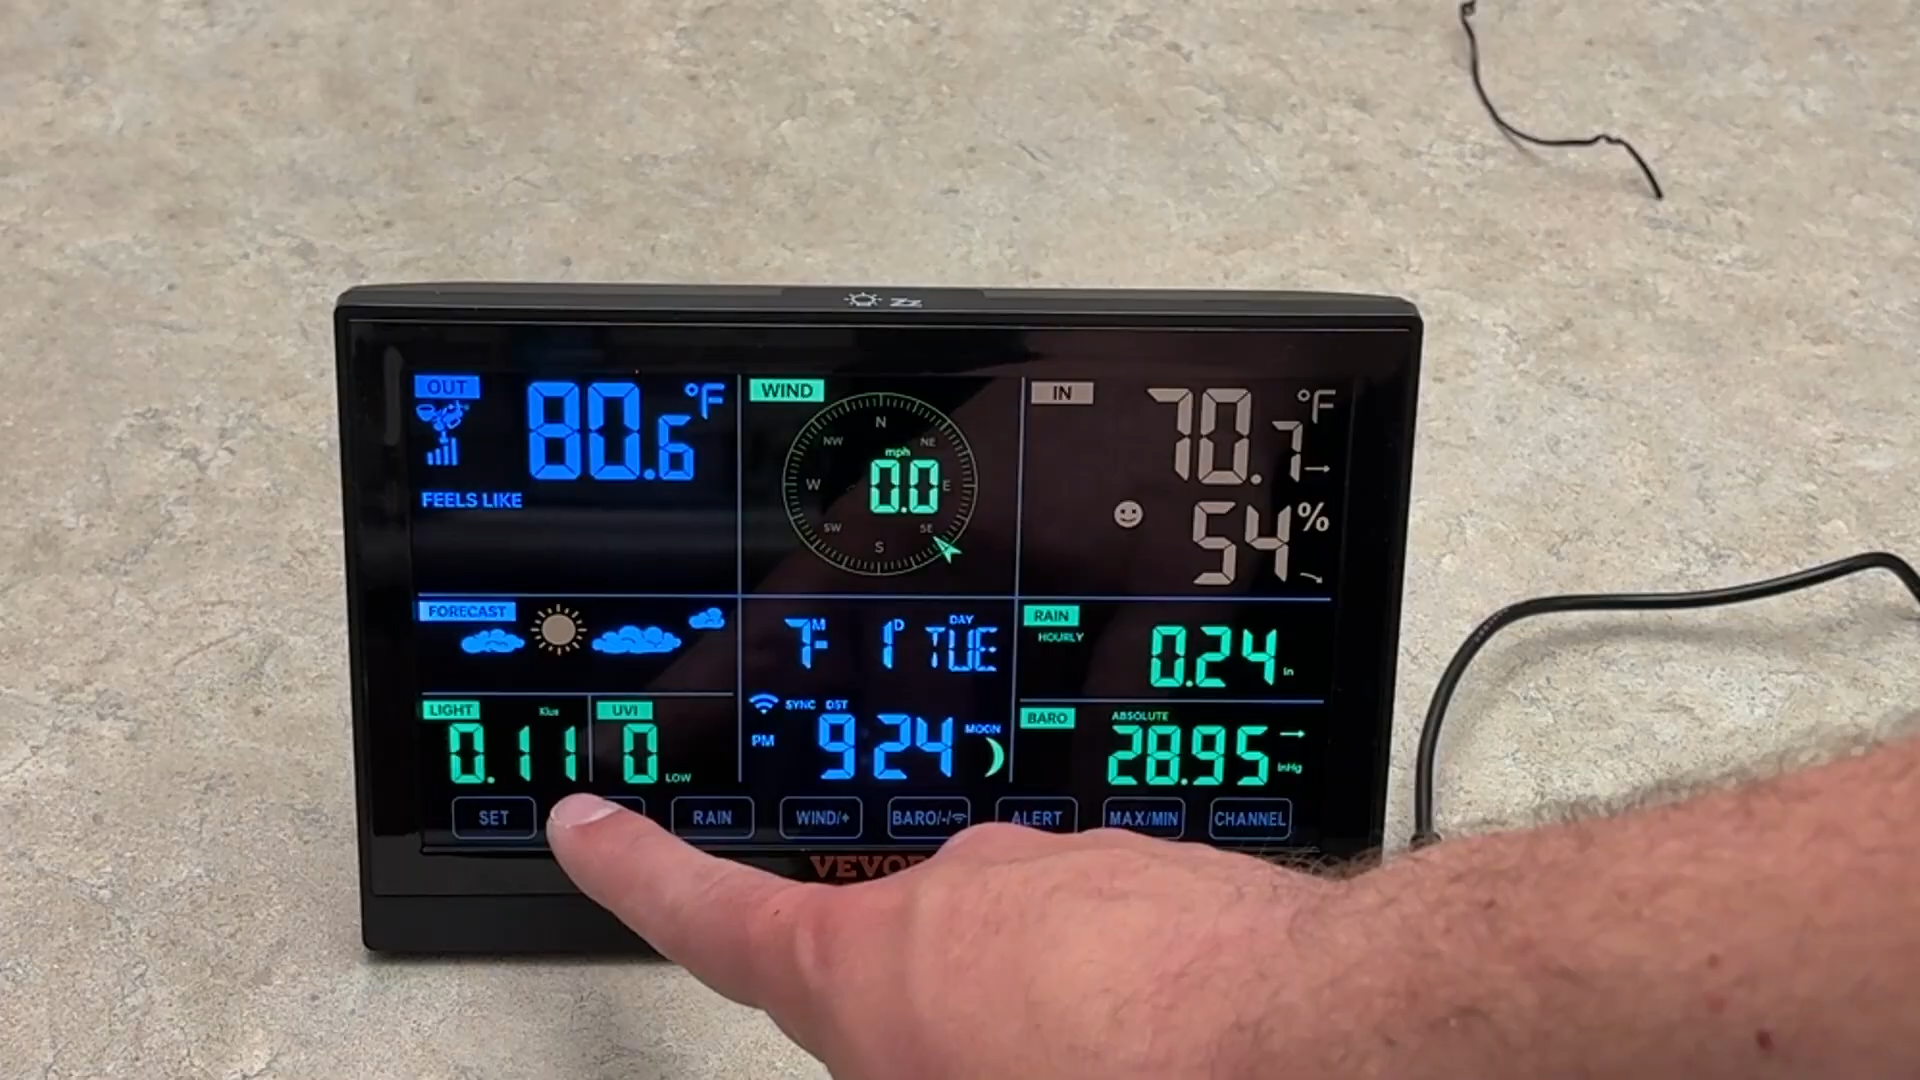 Zz
OUT
80.6 °F
FEELS LIKE
WIND
N
NW NE
mph
W 0.0 E
SW SE
S
IN
70.7 °F
54 %
FORECAST
M D DAY
7 1 TUE
SYNC DST
PM 9 24 MOON
RAIN
HOURLY
0.24 in
LIGHT Klux
0.11
UVI
0 LOW
BARO ABSOLUTE
28.95 inHg
SET RAIN WIND/+ BARO/-/ ALERT MAX/MIN CHANNEL